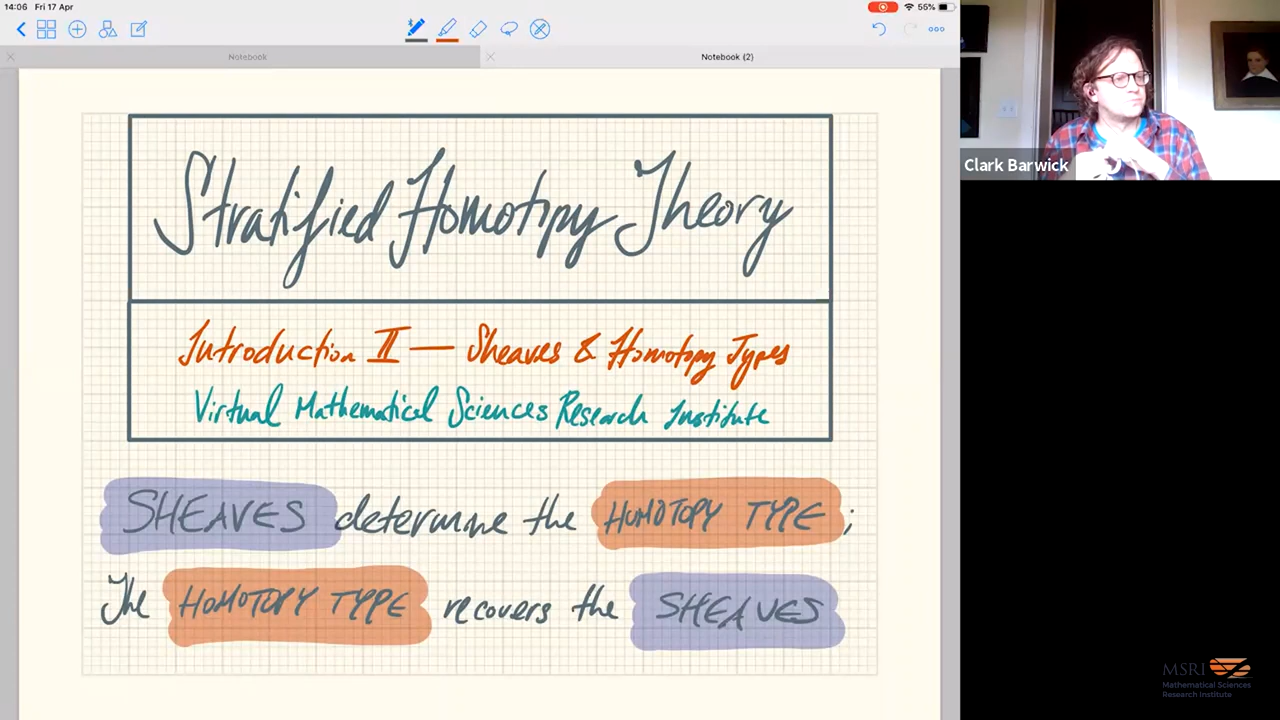 14:06 Fri 17 Apr
55%
Notebook
Notebook (2)
Stratified Homotopy Theory
Introduction II — Sheaves & Homotopy Types
Virtual Mathematical Sciences Research Institute
SHEAVES determine the HOMOTOPY TYPE;
The HOMOTOPY TYPE recovers the SHEAVES
Clark Barwick
MSRI
Mathematical Sciences
Research Institute